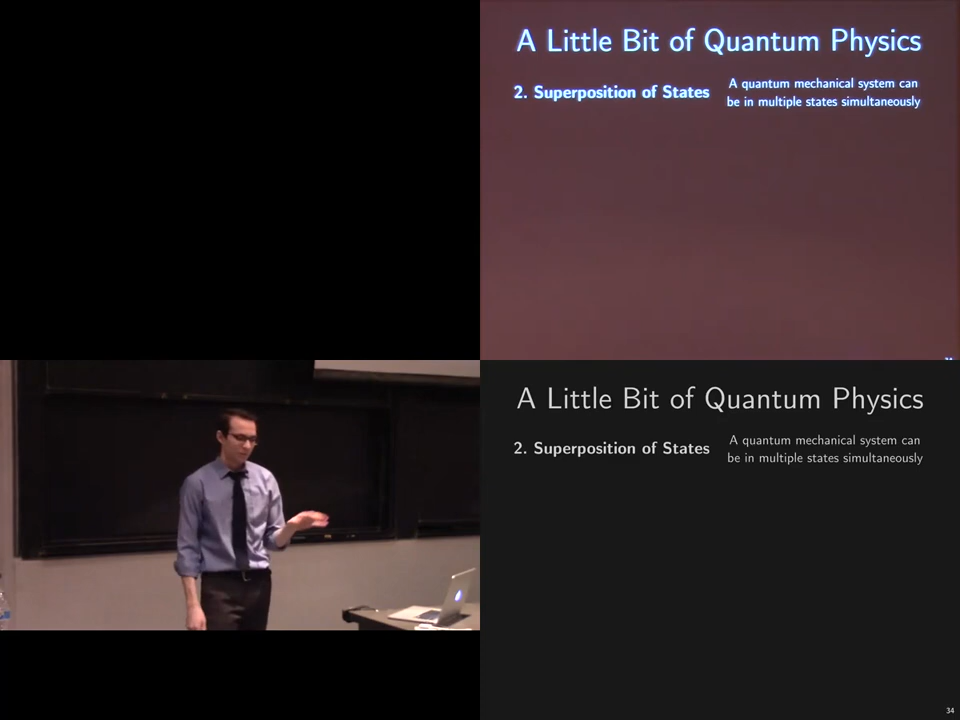 A Little Bit of Quantum Physics
2. Superposition of States
A quantum mechanical system can
be in multiple states simultaneously
A Little Bit of Quantum Physics
2. Superposition of States
A quantum mechanical system can
be in multiple states simultaneously
34